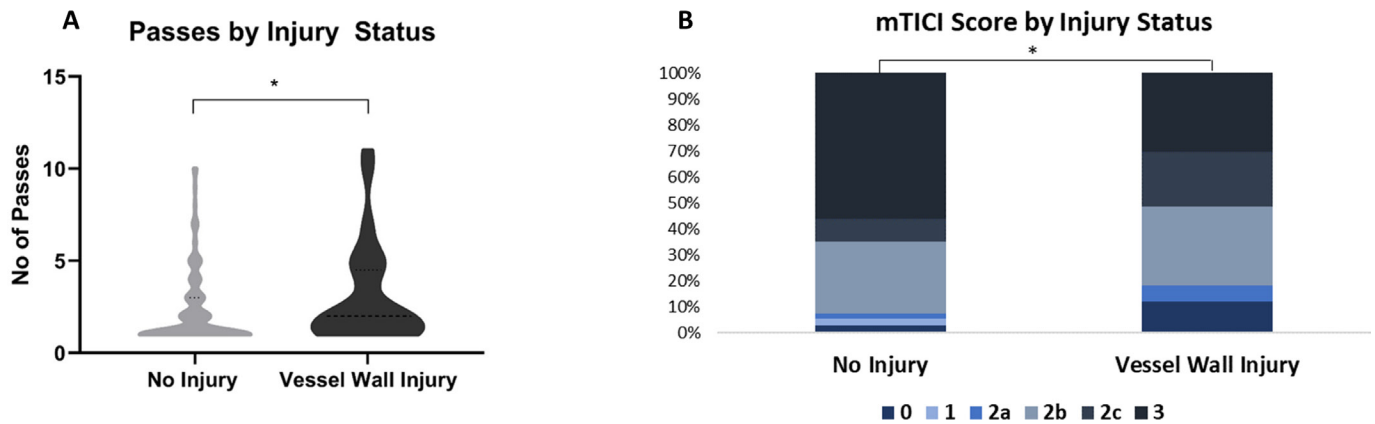 A
Passes by Injury Status
*
15
10
5
0
No of Passes
No Injury
Vessel Wall Injury
B
mTICI Score by Injury Status
*
100%
90%
80%
70%
60%
50%
40%
30%
20%
10%
0%
No Injury
Vessel Wall Injury
0 1 2a 2b 2c 3